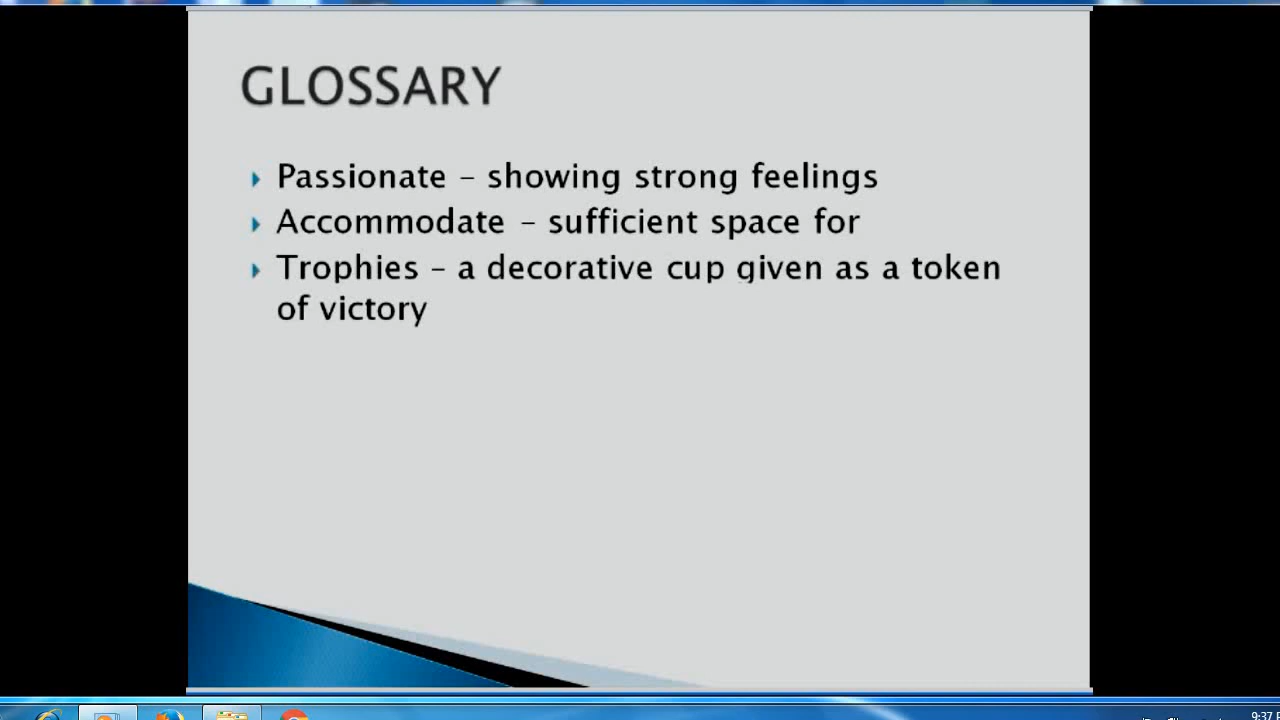 GLOSSARY
Passionate – showing strong feelings
Accommodate – sufficient space for
Trophies – a decorative cup given as a token
of victory